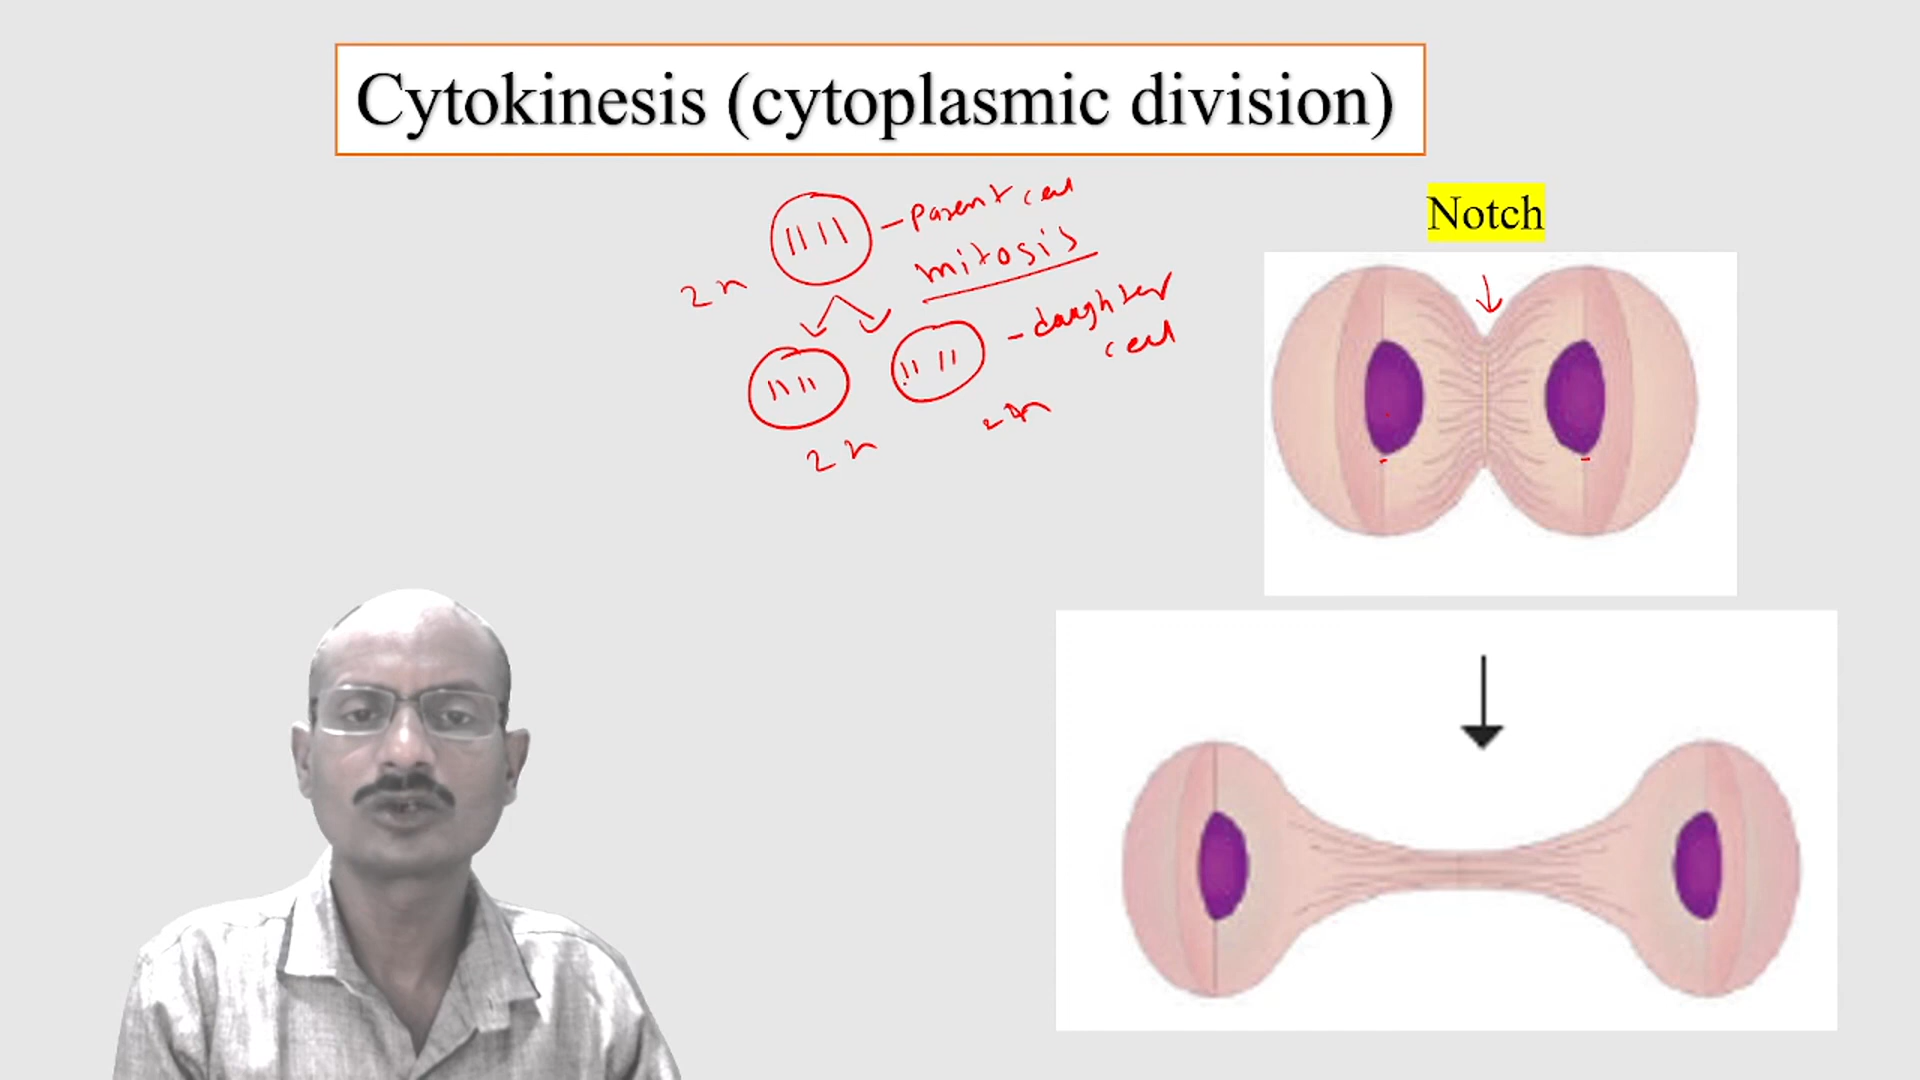 Cytokinesis (cytoplasmic division)
- Parent cell
mitosis
2n
- daughter
cell
2n
2n
Notch